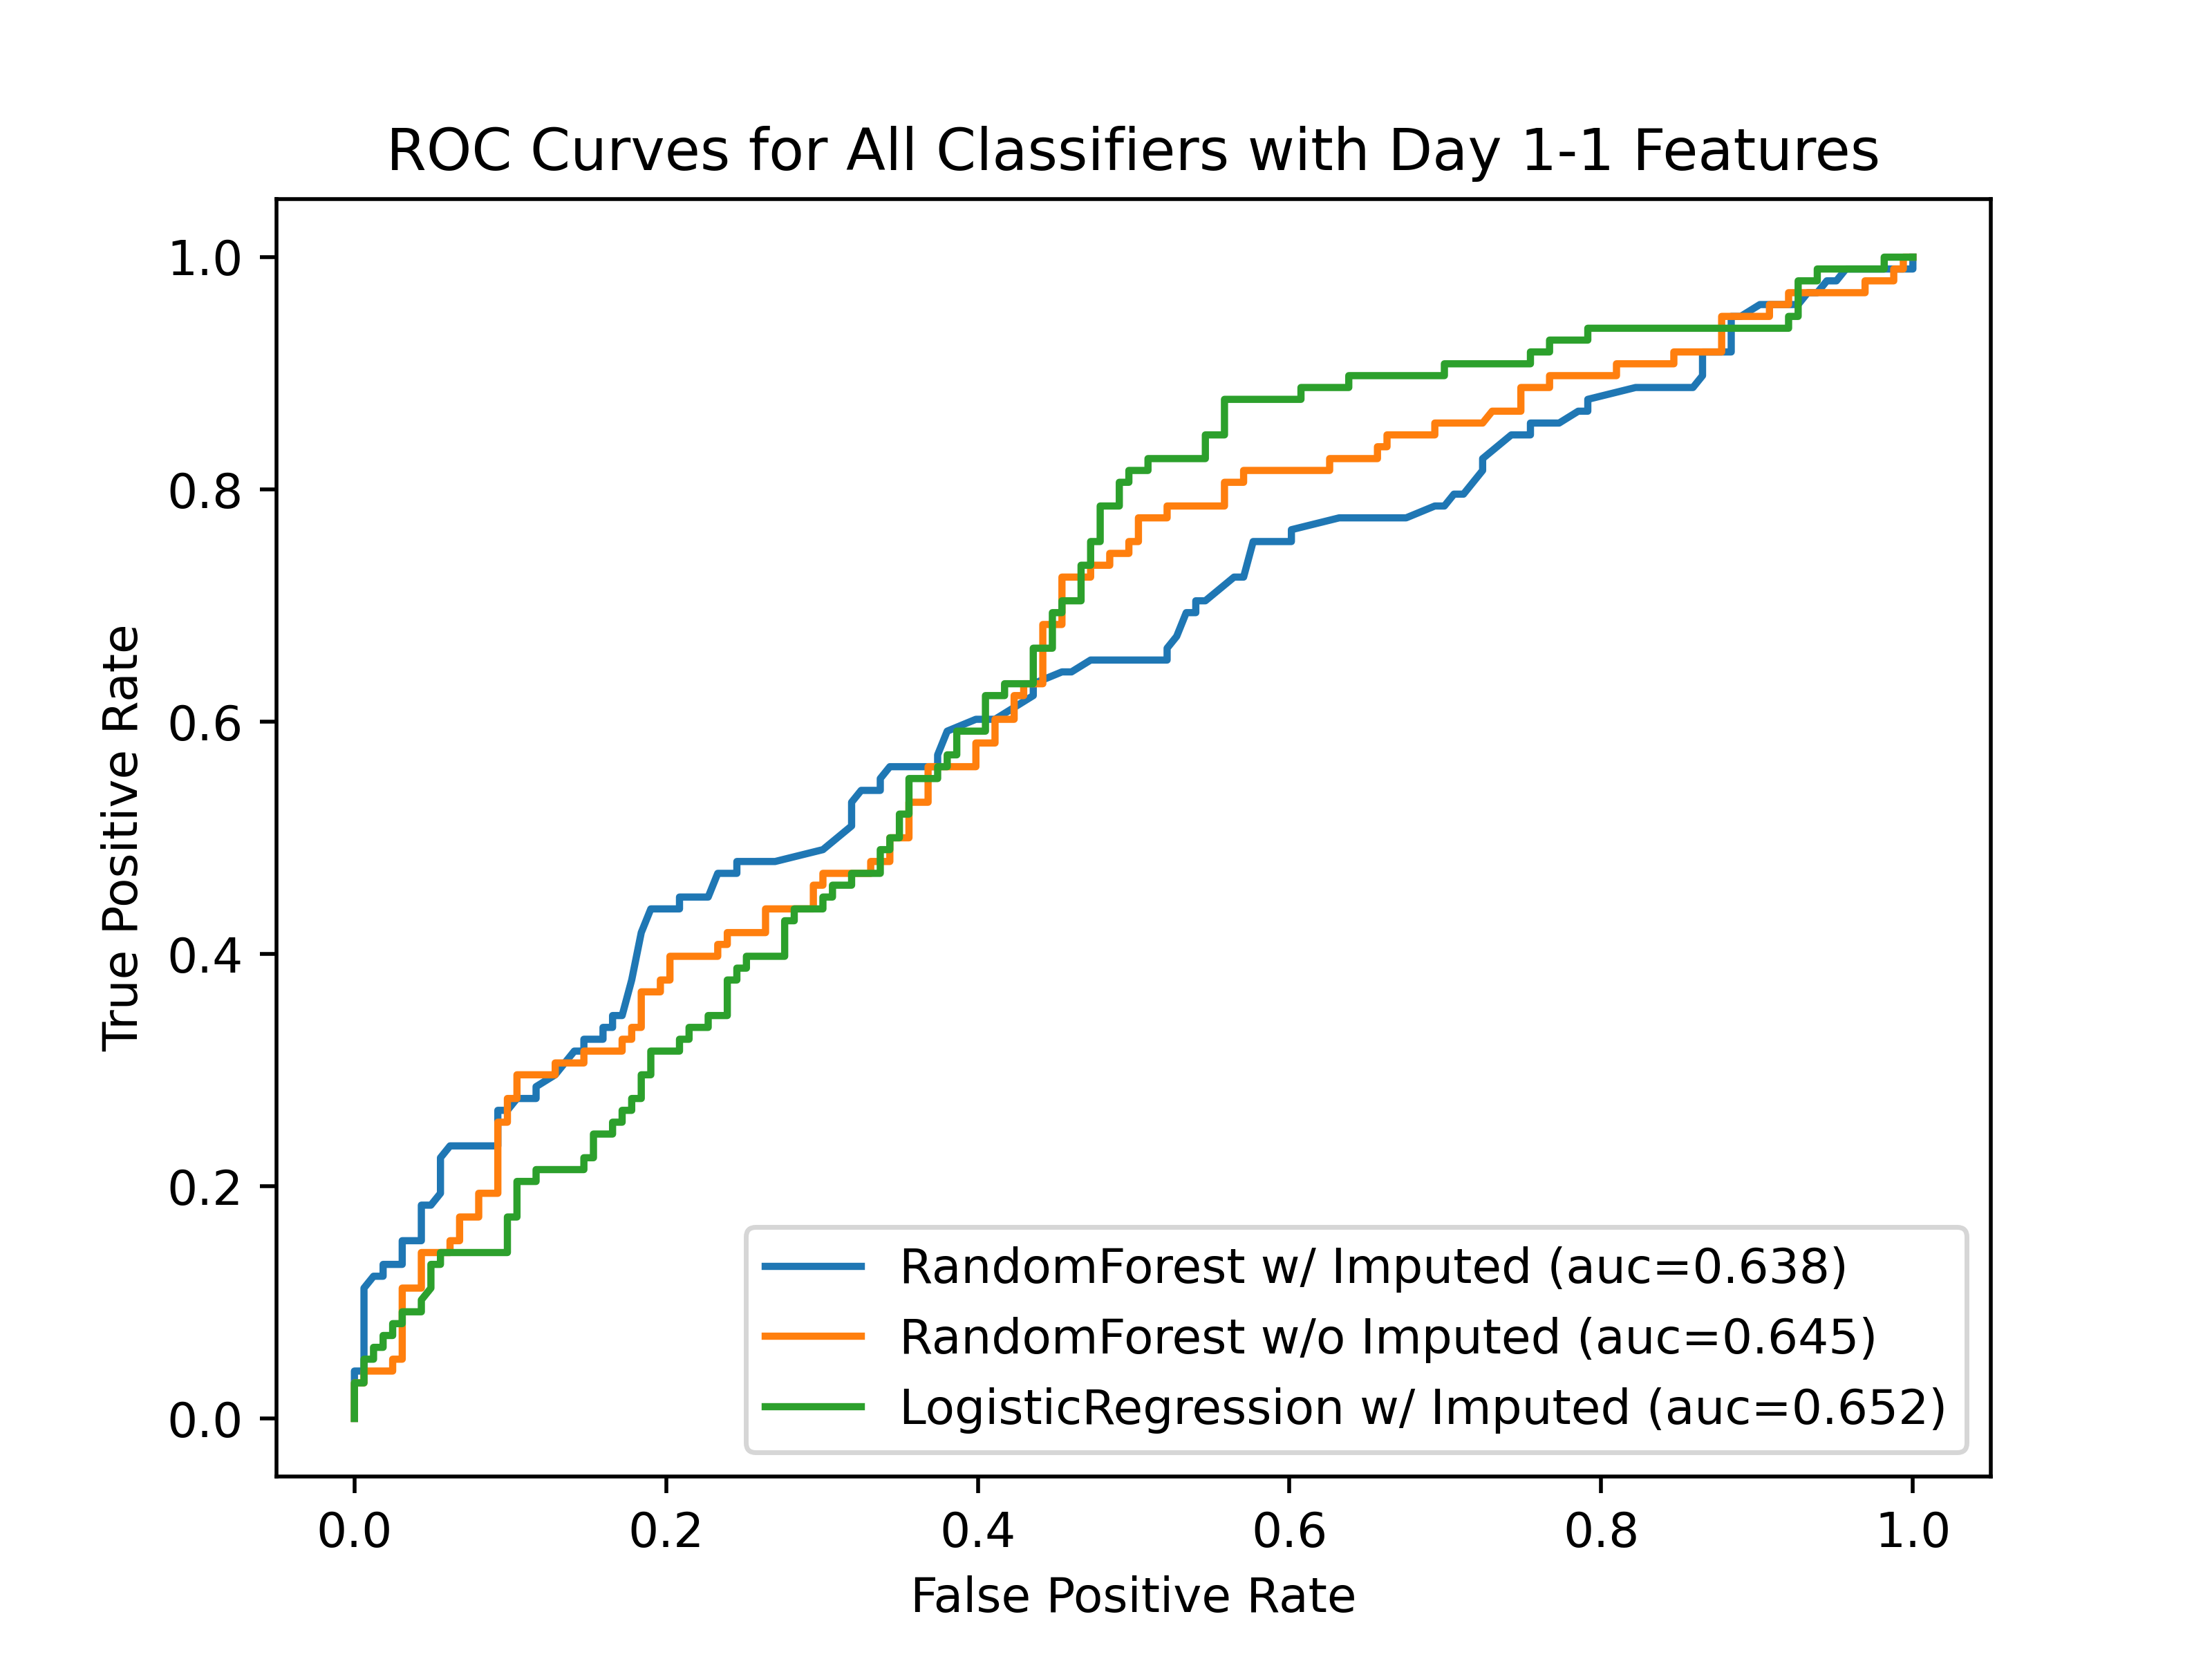 ROC Curves for All Classifiers with Day 1-1 Features
1.0
0.8
0.6
0.4
0.2
0.0
True Positive Rate
RandomForest w/ Imputed (auc=0.638)
RandomForest w/o Imputed (auc=0.645)
LogisticRegression w/ Imputed (auc=0.652)
0.0 0.2 0.4 0.6 0.8 1.0
False Positive Rate